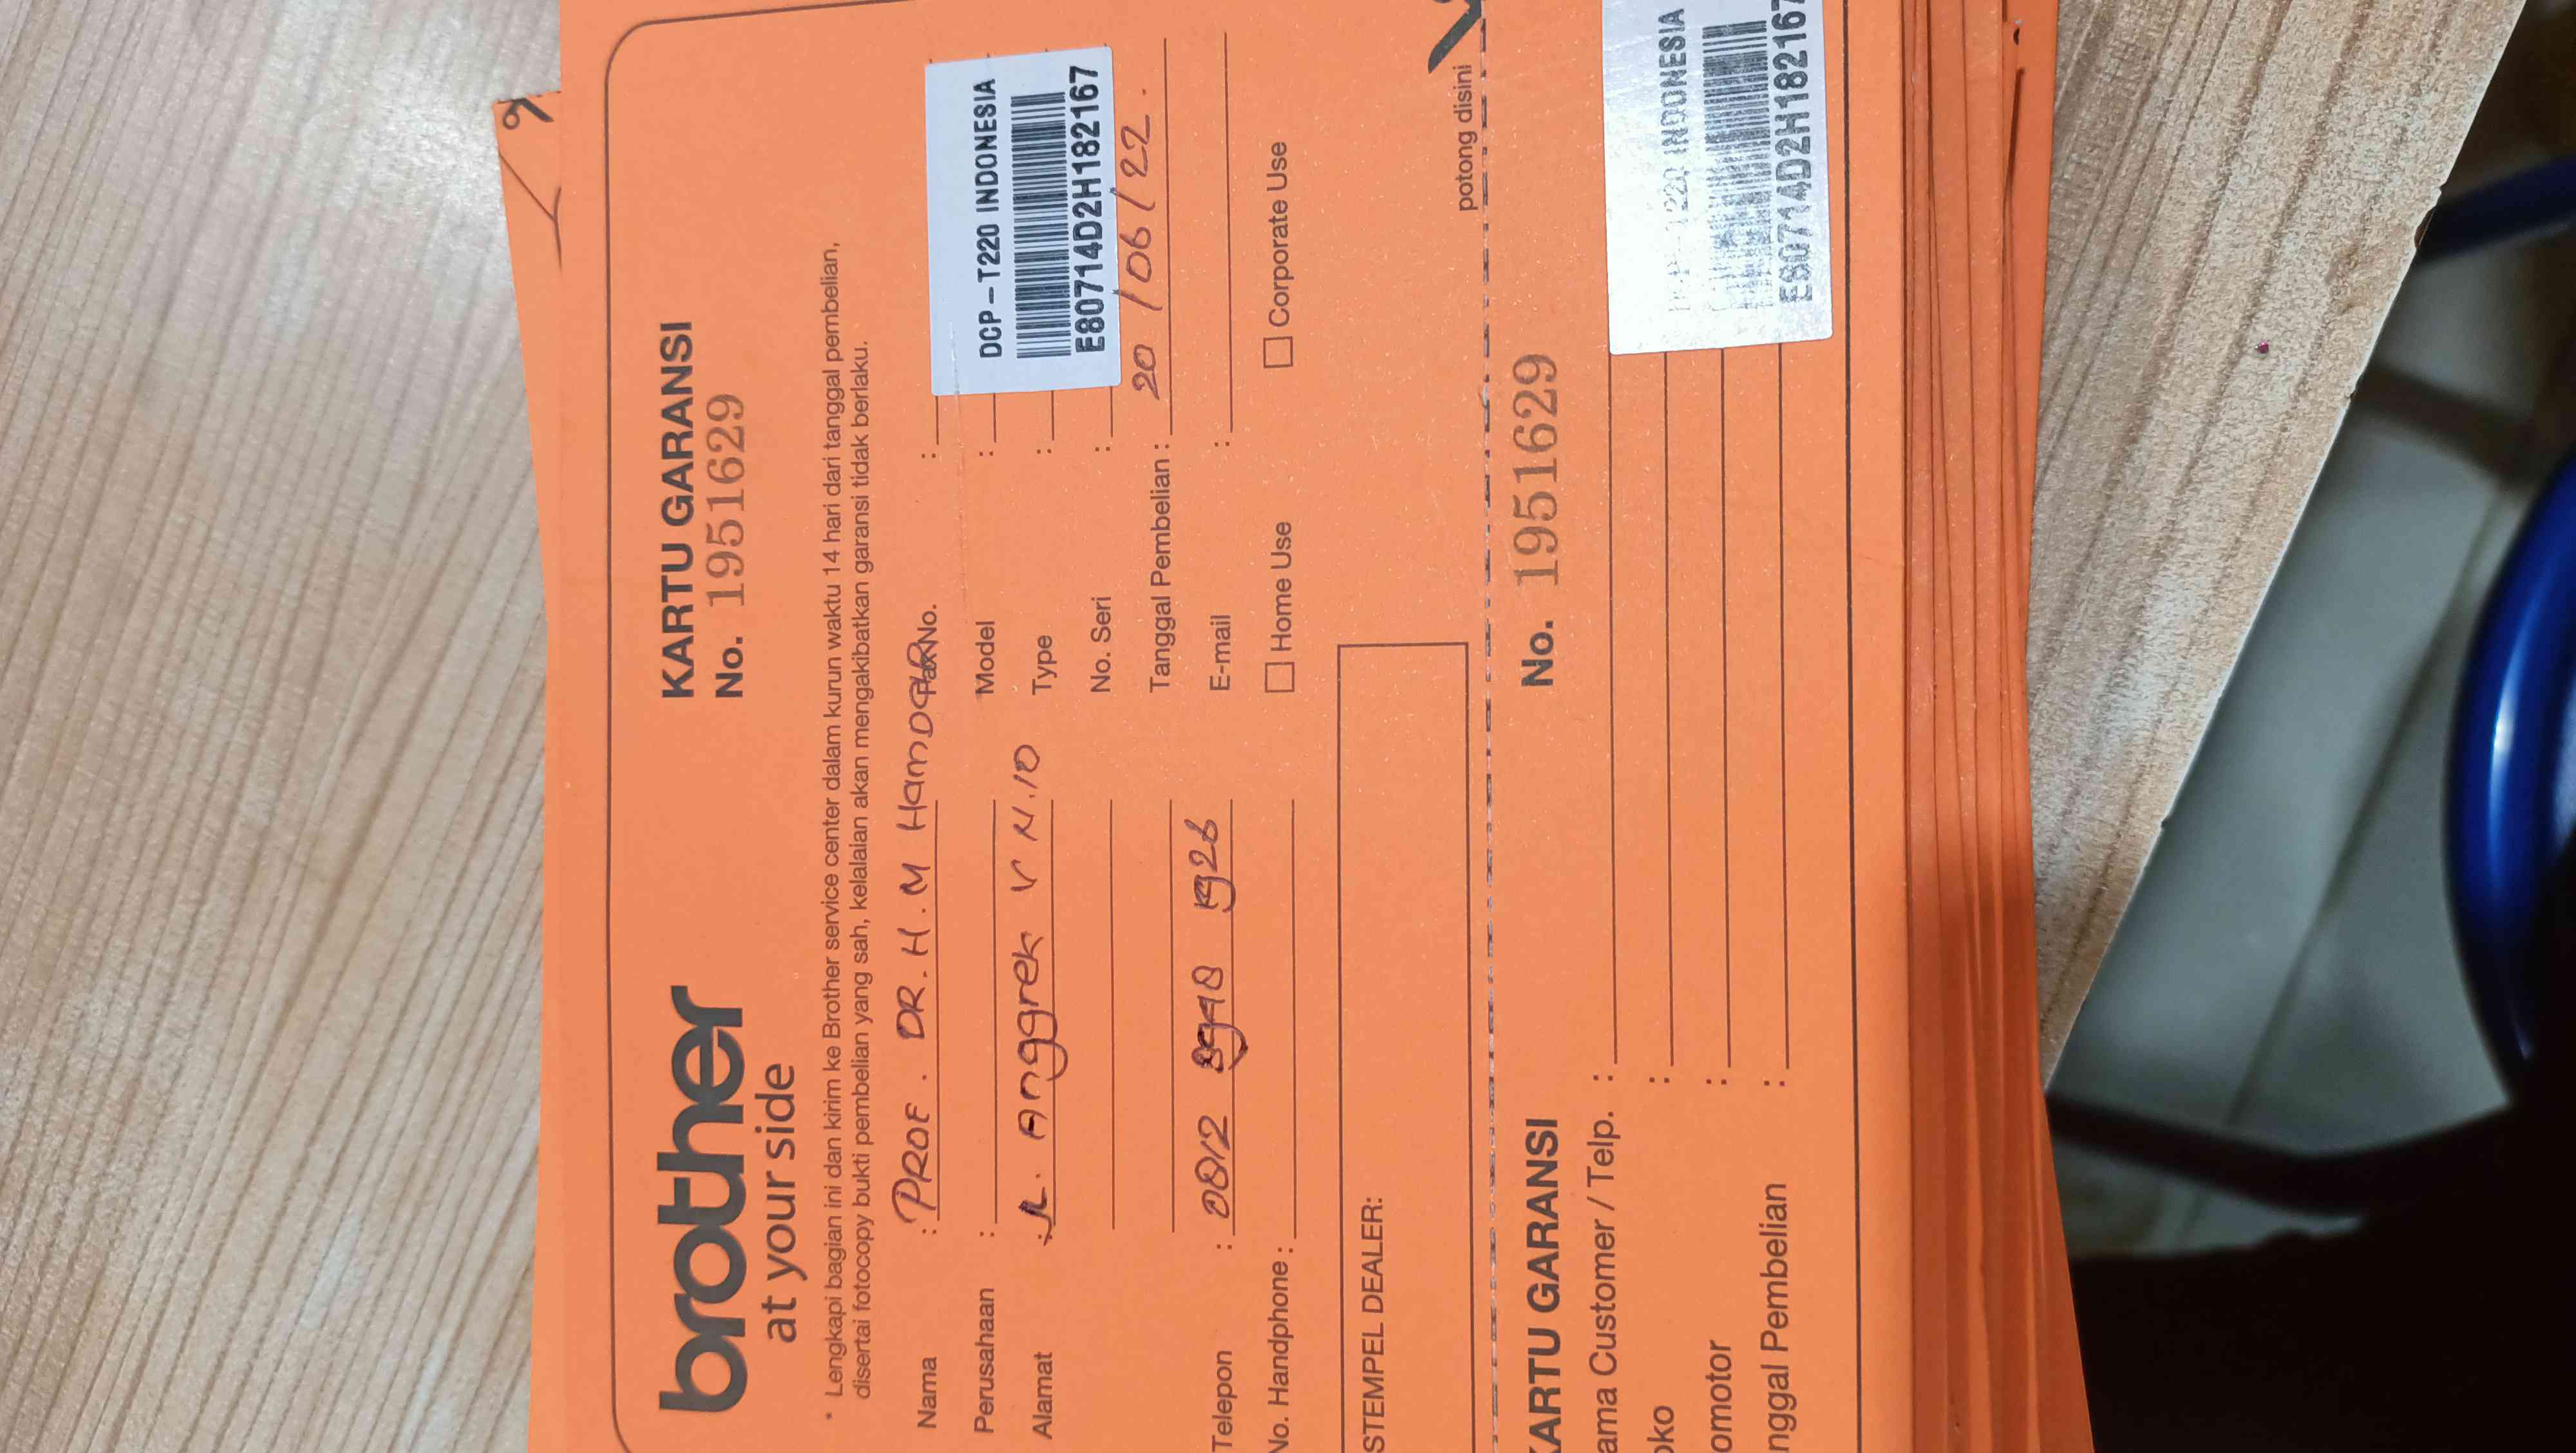 brother
at your side
KARTU GARANSI
No. 1951629
* Lengkapi bagian ini dan kirim ke Brother service center dalam kurun waktu 14 hari dari tanggal pembelian,
disertai fotocopy bukti pembelian yang sah, kelalaian akan mengakibatkan garansi tidak berlaku.
Nama : PROF. DR. H. M
Perusahaan :
Alamat : JL. Anggrek V N.10
Telepon : 0812 1926
No. Handphone :
Part No. :
Model :
Type :
No. Seri :
DCP-T220 INDONESIA
E80714D2H182167
Tanggal Pembelian : 20/06/22.
E-mail :
Home Use
Corporate Use
STEMPEL DEALER:
potong disini
KARTU GARANSI
No. 1951629
ama Customer / Telp. :
oko :
omotor :
nggal Pembelian :
INDONESIA
E80714D2H182167